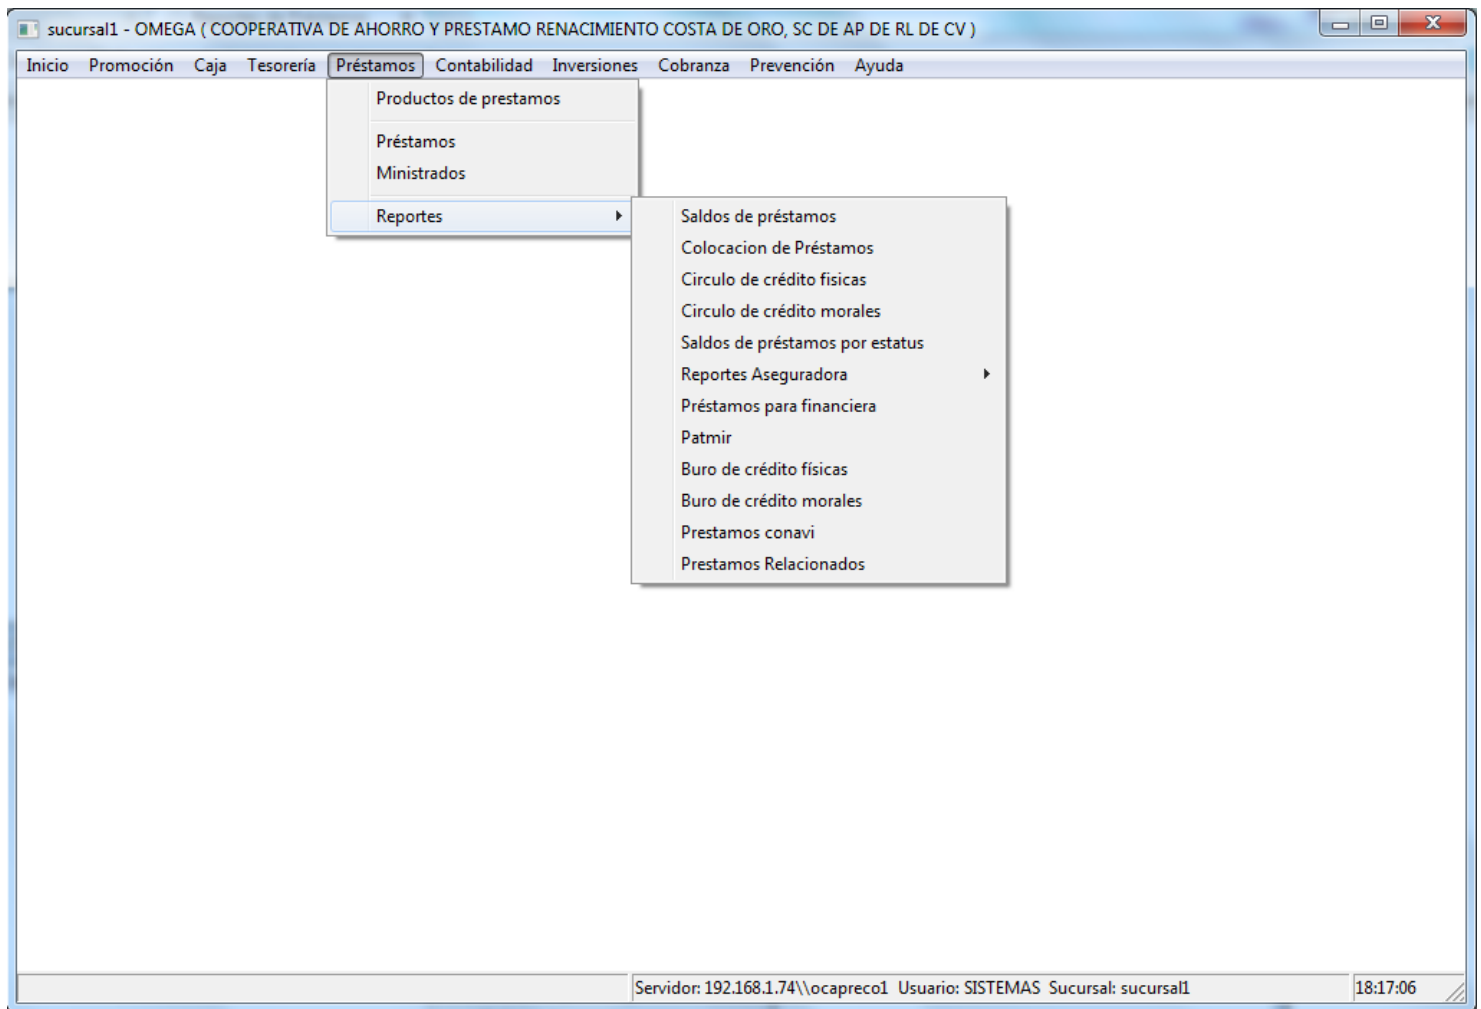 sucursal1 - OMEGA ( COOPERATIVA DE AHORRO Y PRESTAMO RENACIMIENTO COSTA DE ORO, SC DE AP DE RL DE CV )
Inicio Promoción Caja Tesorería Préstamos Contabilidad Inversiones Cobranza Prevención Ayuda
Productos de prestamos
Préstamos
Ministrados
Reportes
Saldos de préstamos
Colocacion de Préstamos
Circulo de crédito fisicas
Circulo de crédito morales
Saldos de préstamos por estatus
Reportes Aseguradora
Préstamos para financiera
Patmir
Buro de crédito físicas
Buro de crédito morales
Prestamos conavi
Prestamos Relacionados
Servidor: 192.168.1.74\\ocapreco1 Usuario: SISTEMAS Sucursal: sucursal1
18:17:06